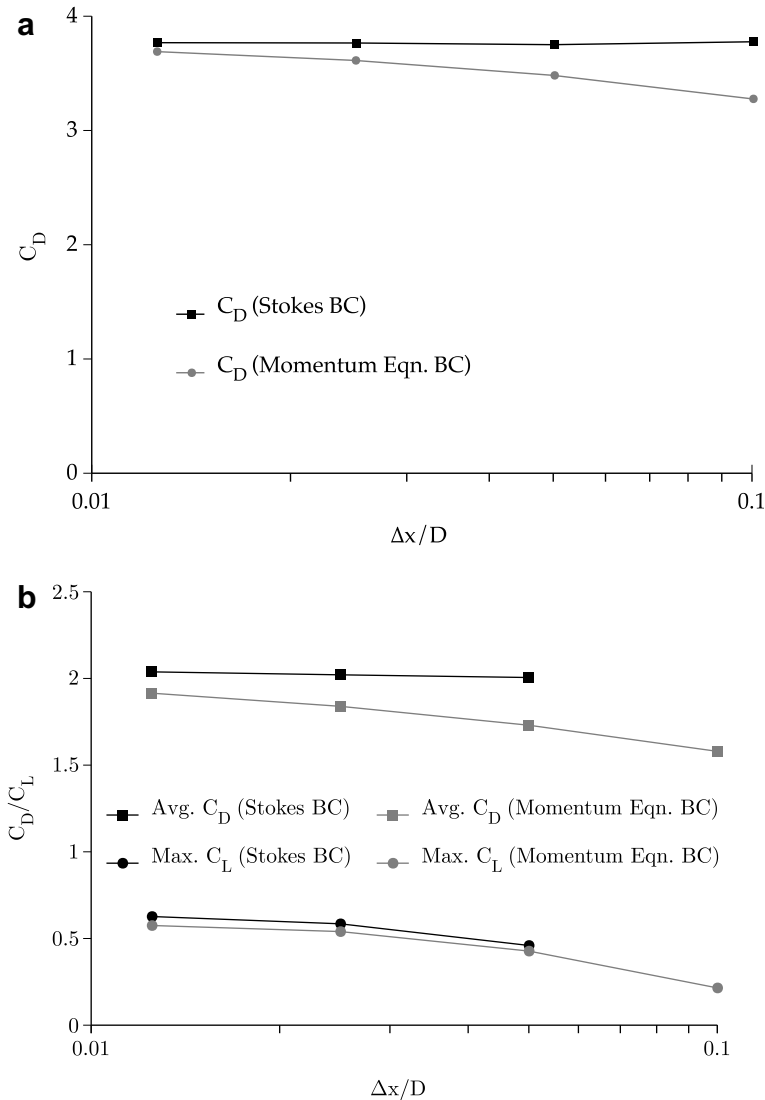 a
4
3
2
1
0
C_D
C_D (Stokes BC)
C_D (Momentum Eqn. BC)
0.01
0.1
Δx/D
b
2.5
2
1.5
1
0.5
0
C_D/C_L
Avg. C_D (Stokes BC)
Avg. C_D (Momentum Eqn. BC)
Max. C_L (Stokes BC)
Max. C_L (Momentum Eqn. BC)
0.01
0.1
Δx/D